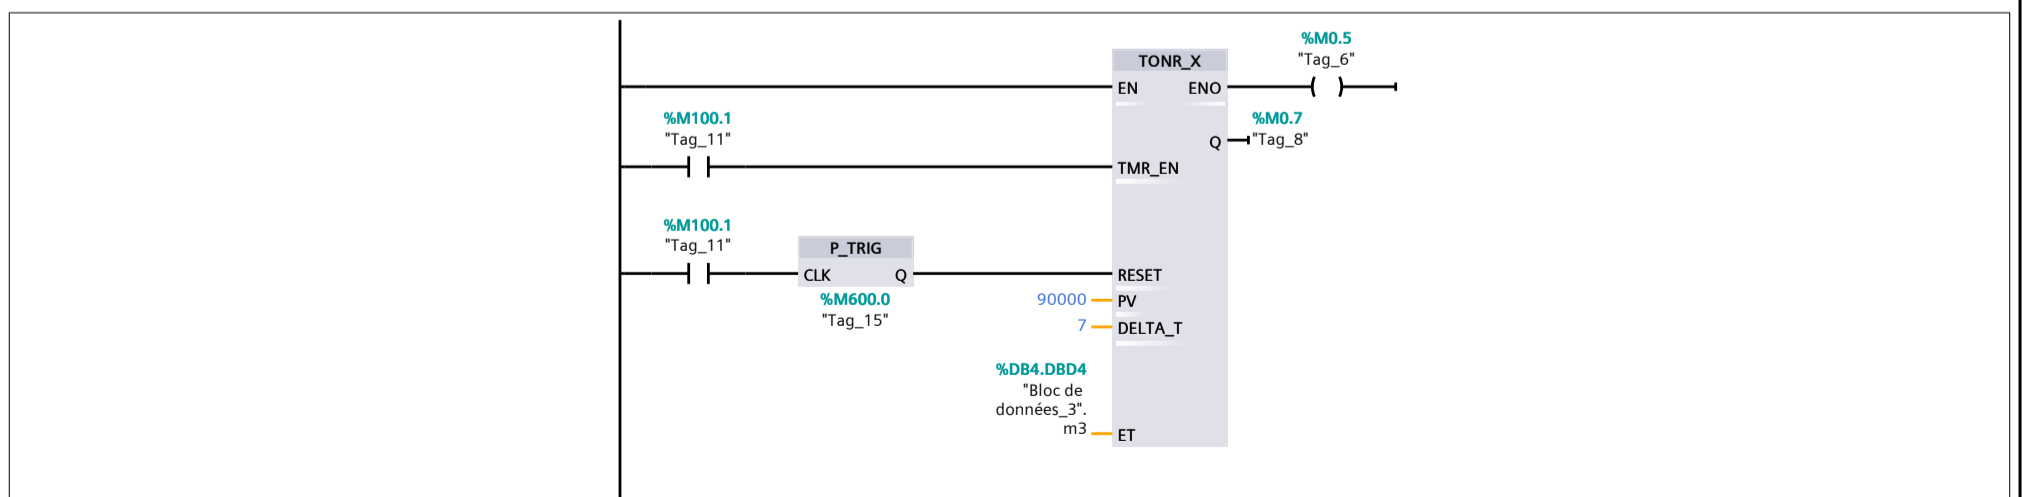 %M0.5
"Tag_6"
TONR_X
EN ENO
%M100.1
"Tag_11"
%M0.7
"Tag_8"
Q
TMR_EN
%M100.1
"Tag_11"
P_TRIG
CLK Q
RESET
%M600.0
"Tag_15"
90000 PV
7 DELTA_T
%DB4.DBD4
"Bloc de
données_3".
m3 ET